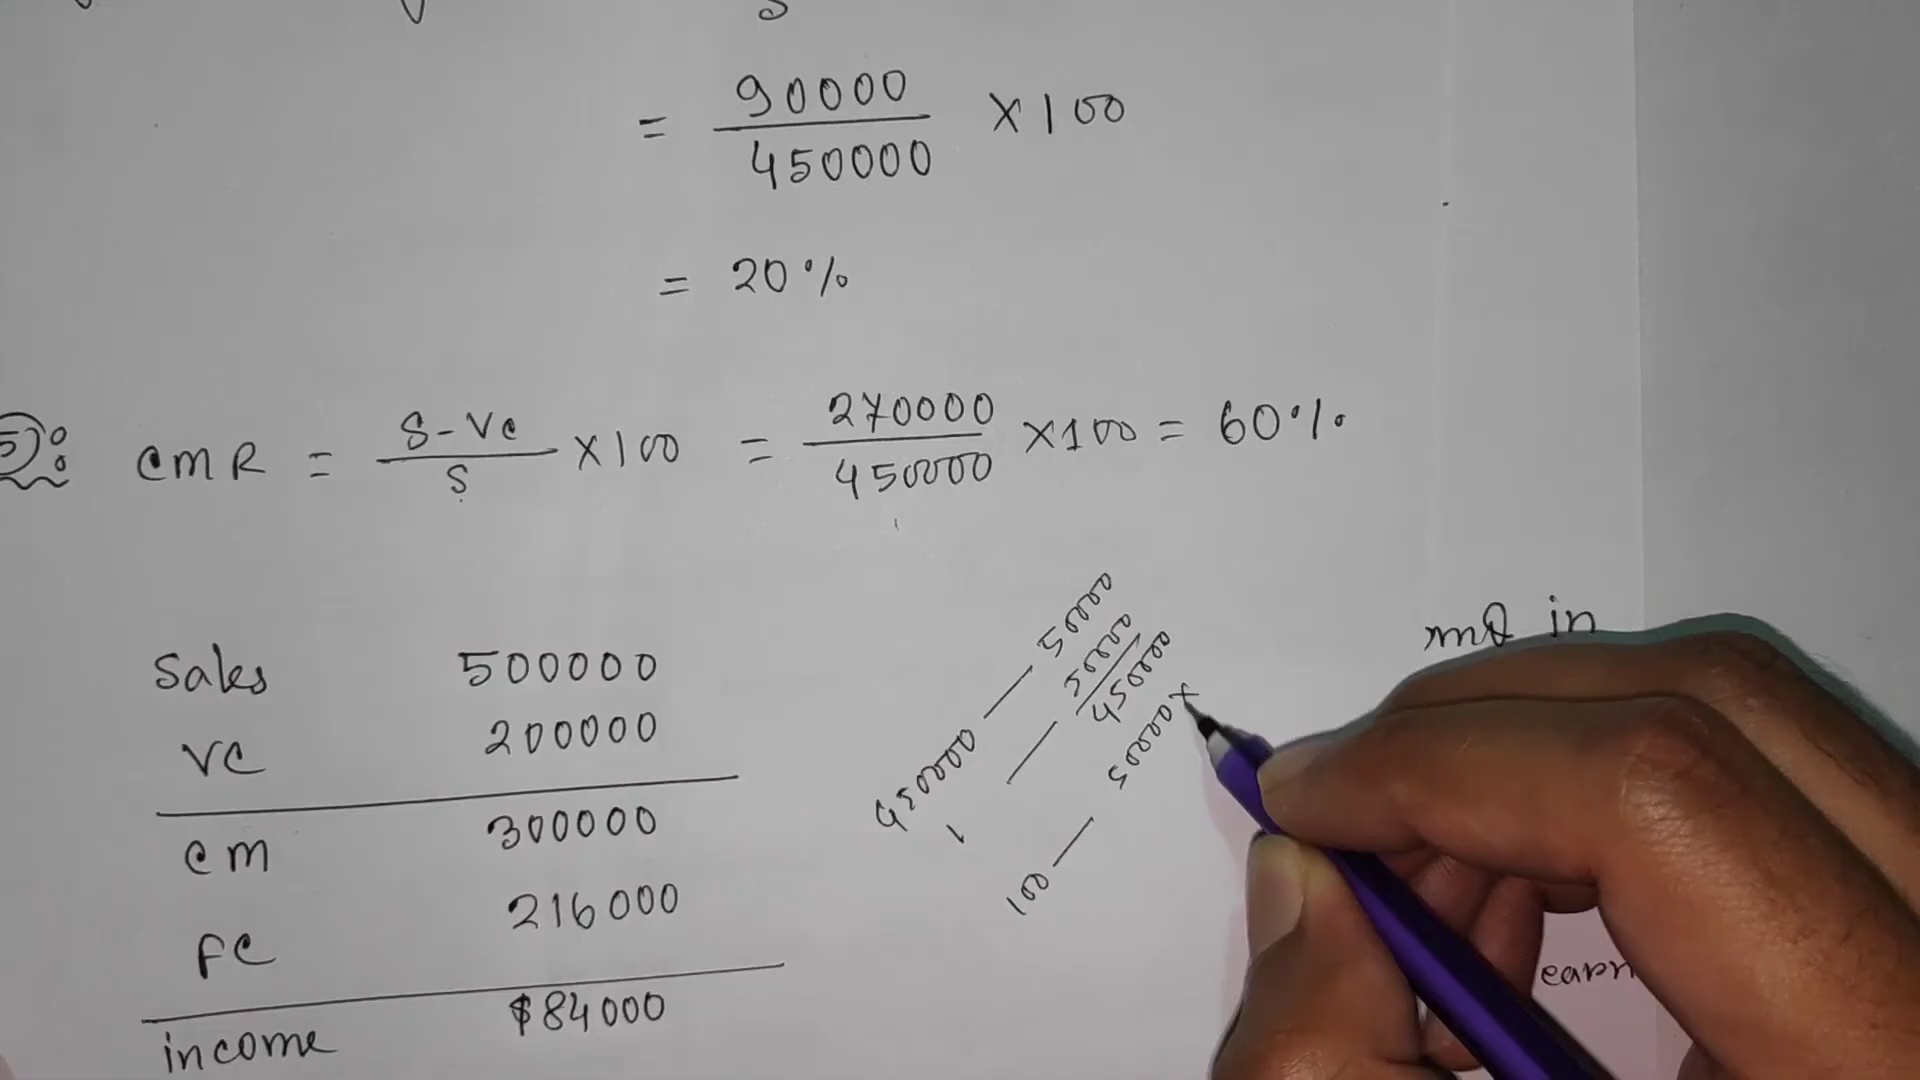 = 90000 / 450000 × 100
= 20%
5): CMR = S-VC / S × 100 = 270000 / 450000 × 100 = 60%
Sales 500000
VC 200000
CM 300000
FC 216000
income $84000
450000 — 50000
1 — 50000 / 450000
100 — 50000 ×
in
earn